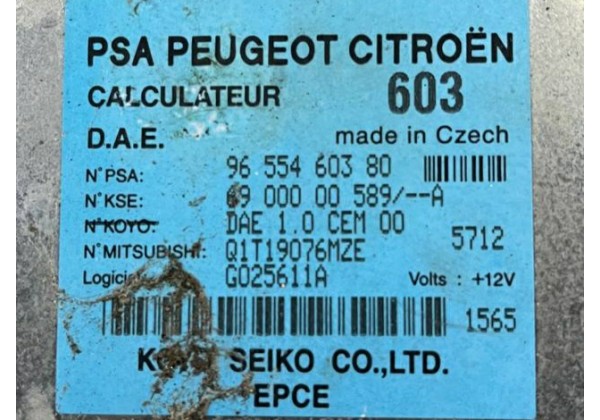 PSA PEUGEOT CITROËN
CALCULATEUR 603
D.A.E. made in Czech
N°PSA: 96 554 603 80
N°KSE: 69 000 00 589/--A
N°KOYO: DAE 1.0 CEM 00
N°MITSUBISHI: Q1T19076MZE 5712
G025611A Volts : +12V
1565
SEIKO CO.,LTD.
EPCE